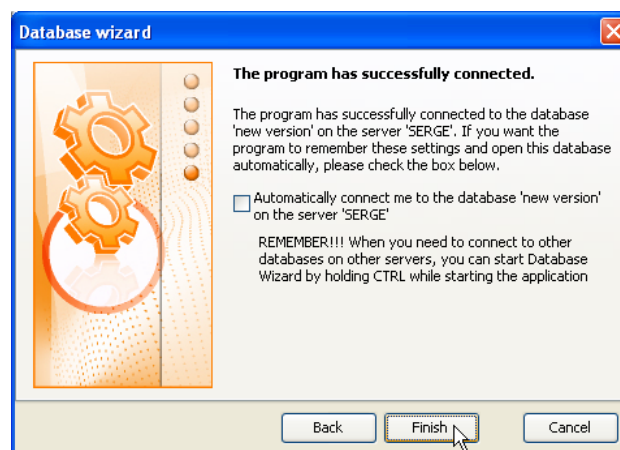 Database wizard
The program has successfully connected.
The program has successfully connected to the database
'new version' on the server 'SERGE'. If you want the
program to remember these settings and open this database
automatically, please check the box below.
Automatically connect me to the database 'new version'
on the server 'SERGE'
REMEMBER!!! When you need to connect to other
databases on other servers, you can start Database
Wizard by holding CTRL while starting the application
Back
Finish
Cancel